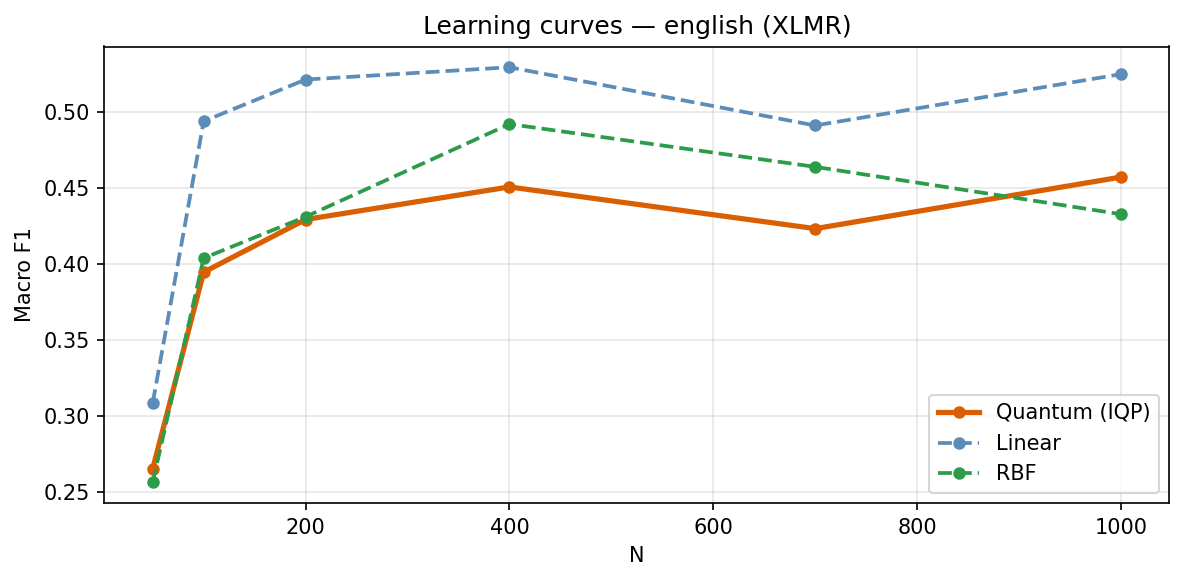 Learning curves — english (XLMR)
Macro F1
0.50
0.45
0.40
0.35
0.30
0.25
200
400
600
800
1000
N
Quantum (IQP)
Linear
RBF